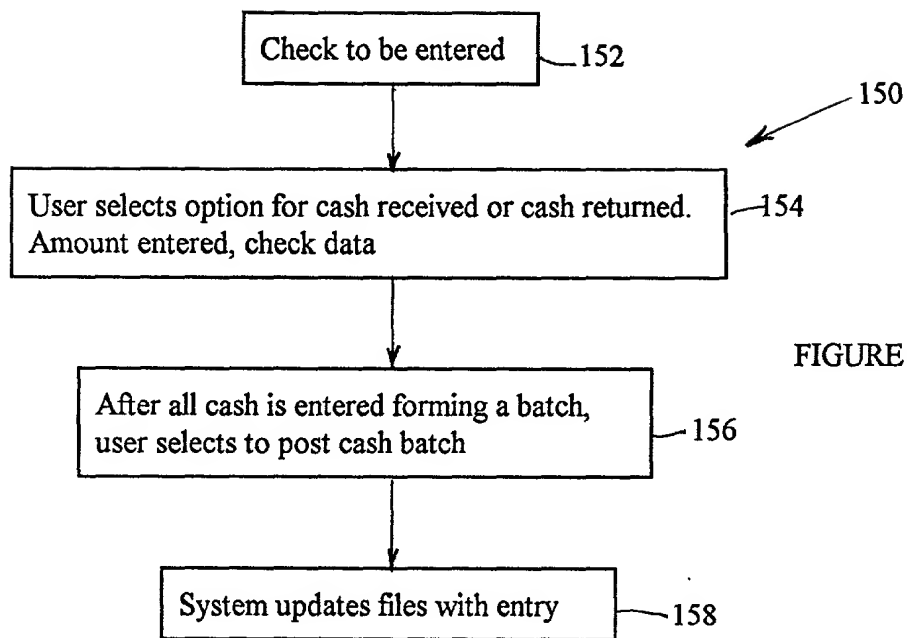 Check to be entered
152
150
User selects option for cash received or cash returned.
Amount entered, check data
154
FIGURE
After all cash is entered forming a batch,
user selects to post cash batch
156
System updates files with entry
158